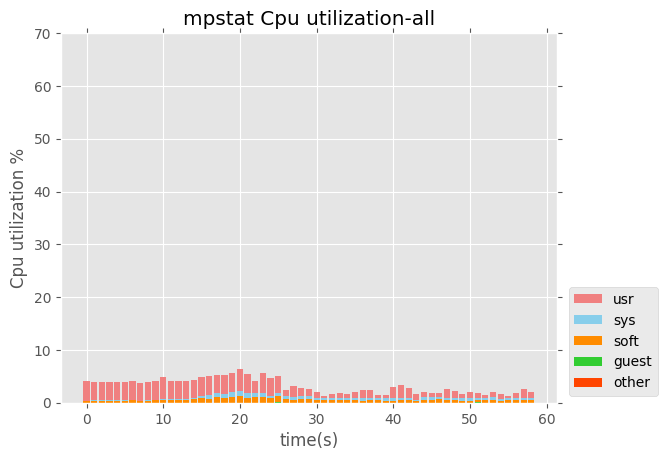 mpstat Cpu utilization-all
70
60
50
40
30
20
10
0
Cpu utilization %
0 10 20 30 40 50 60
time(s)
usr
sys
soft
guest
other